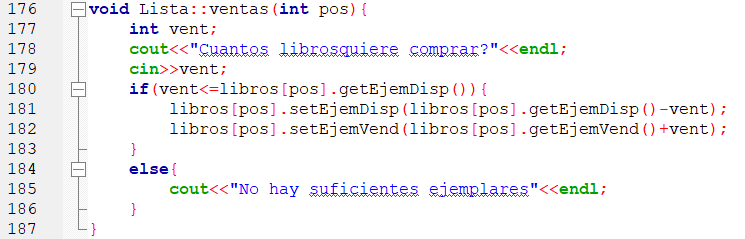 176 void Lista::ventas(int pos){
177 int vent;
178 cout<<"Cuantos librosquiere comprar?"<<endl;
179 cin>>vent;
180 if(vent<=libros[pos].getEjemDisp()){
181 libros[pos].setEjemDisp(libros[pos].getEjemDisp()-vent);
182 libros[pos].setEjemVend(libros[pos].getEjemVend()+vent);
183 }
184 else{
185 cout<<"No hay suficientes ejemplares"<<endl;
186 }
187 }